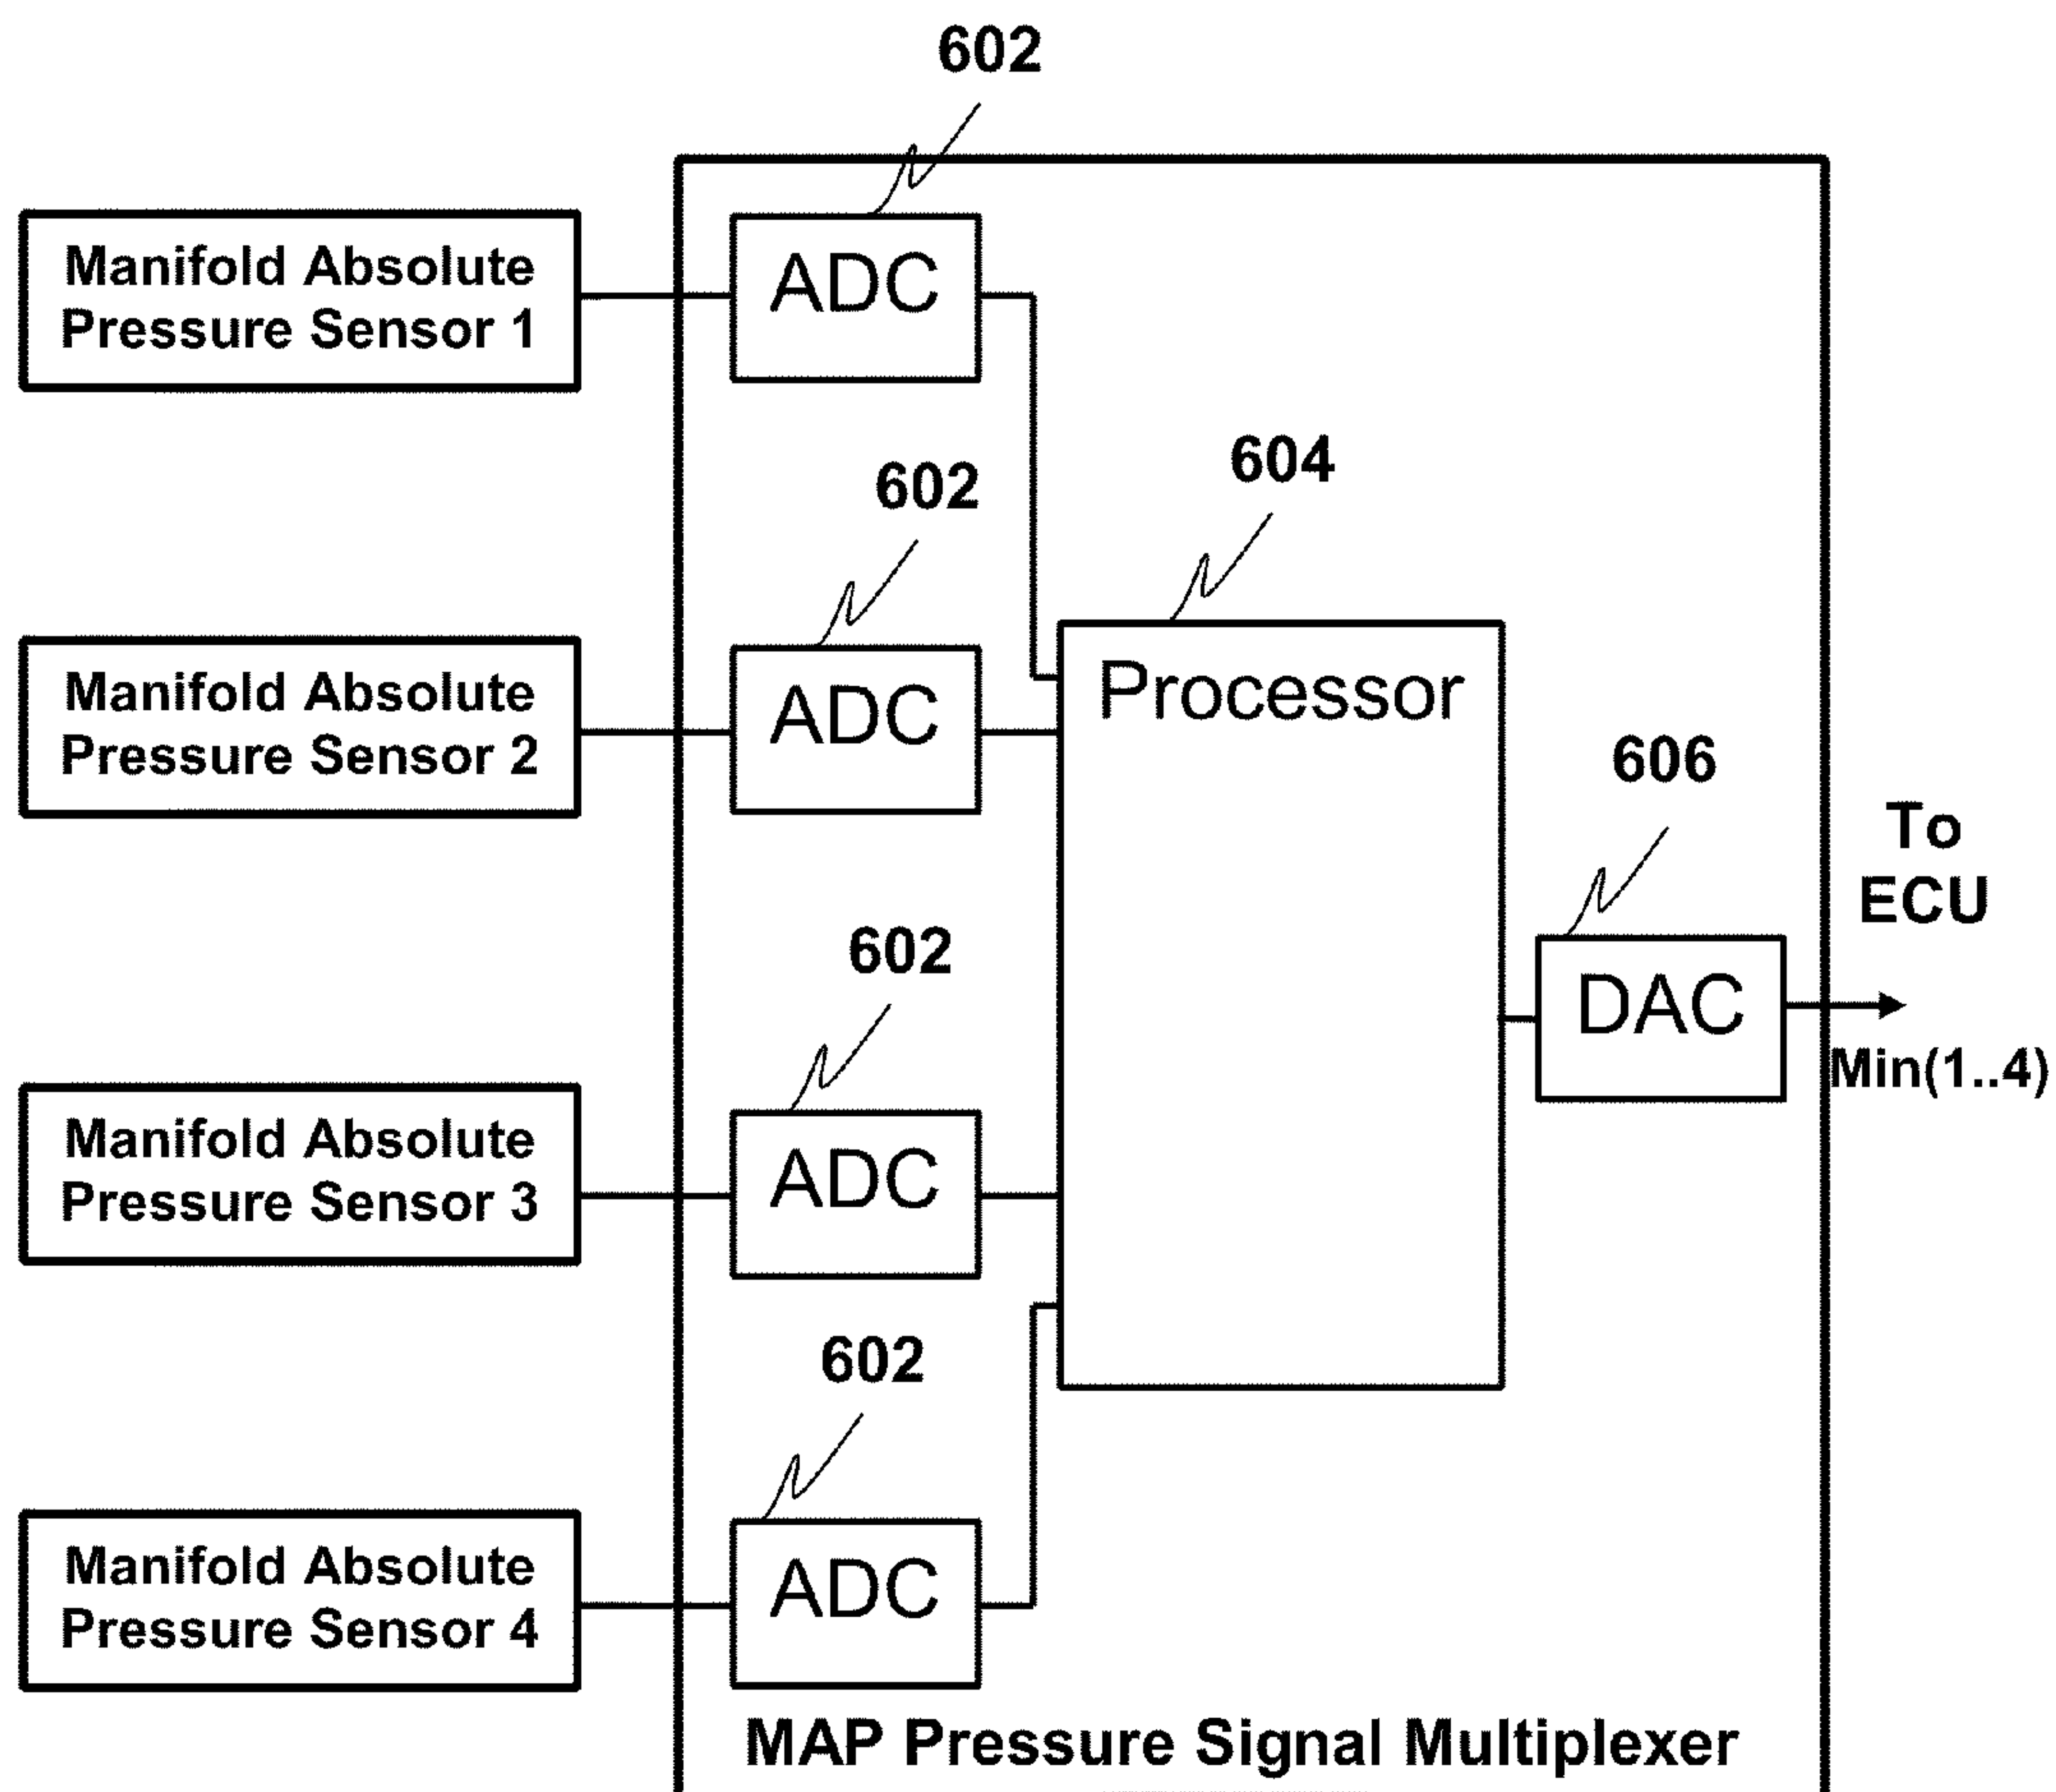 602
Manifold Absolute
Pressure Sensor 1
ADC
602
604
Manifold Absolute
Pressure Sensor 2
ADC
Processor
606
To
ECU
602
DAC
Min(1..4)
Manifold Absolute
Pressure Sensor 3
ADC
602
Manifold Absolute
Pressure Sensor 4
ADC
MAP Pressure Signal Multiplexer